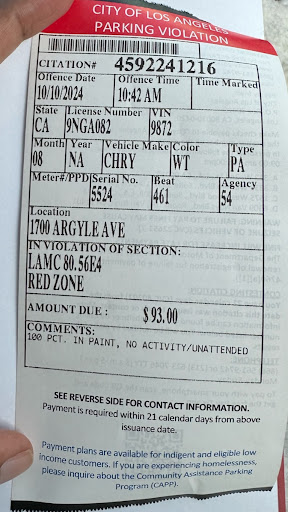 CITY OF LOS ANGELES
PARKING VIOLATION
CITATION# 4592241216
Offence Date Offence Time Time Marked
10/10/2024 10:42 AM
State License Number VIN
CA 9NGA082 9872
Month Year Vehicle Make Color Type
08 NA CHRY WT PA
Meter#/PPD Serial No. Beat Agency
5524 461 54
Location
1700 ARGYLE AVE
IN VIOLATION OF SECTION:
LAMC 80.56E4
RED ZONE
AMOUNT DUE : $93.00
COMMENTS:
100 PCT. IN PAINT, NO ACTIVITY/UNATTENDED
SEE REVERSE SIDE FOR CONTACT INFORMATION.
Payment is required within 21 calendar days from above
issuance date.
Payment plans are available for indigent and eligible low
income customers. If you are experiencing homelessness,
please inquire about the Community Assistance Parking
Program (CAPP).